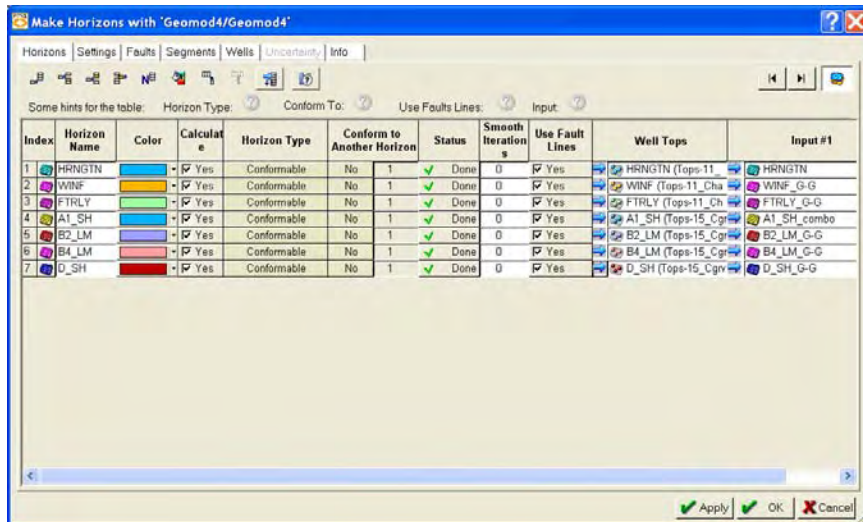 Make Horizons with 'Geomod4/Geomod4'
Horizons Settings Faults Segments Wells Uncertainty Info
Some hints for the table: Horizon Type: Conform To: Use Faults Lines: Input:
Index Horizon Name Color Calculate Horizon Type Conform to Another Horizon Status Smooth Iterations Use Fault Lines Well Tops Input #1
1 HRNGTN Yes Conformable No 1 Done 0 Yes HRNGTN (Tops-11_ HRNGTN
2 WINF Yes Conformable No 1 Done 0 Yes WINF (Tops-11_Cha WINF_G-G
3 FTRLY Yes Conformable No 1 Done 0 Yes FTRLY (Tops-11_Ch FTRLY_G-G
4 A1_SH Yes Conformable No 1 Done 0 Yes A1_SH (Tops-15_Cgr A1_SH_combo
5 B2_LM Yes Conformable No 1 Done 0 Yes B2_LM (Tops-15_Cgr B2_LM_G-G
6 B4_LM Yes Conformable No 1 Done 0 Yes B4_LM (Tops-15_Cgr B4_LM_G-G
7 D_SH Yes Conformable No 1 Done 0 Yes D_SH (Tops-15_Cgrv D_SH_G-G
Apply OK Cancel